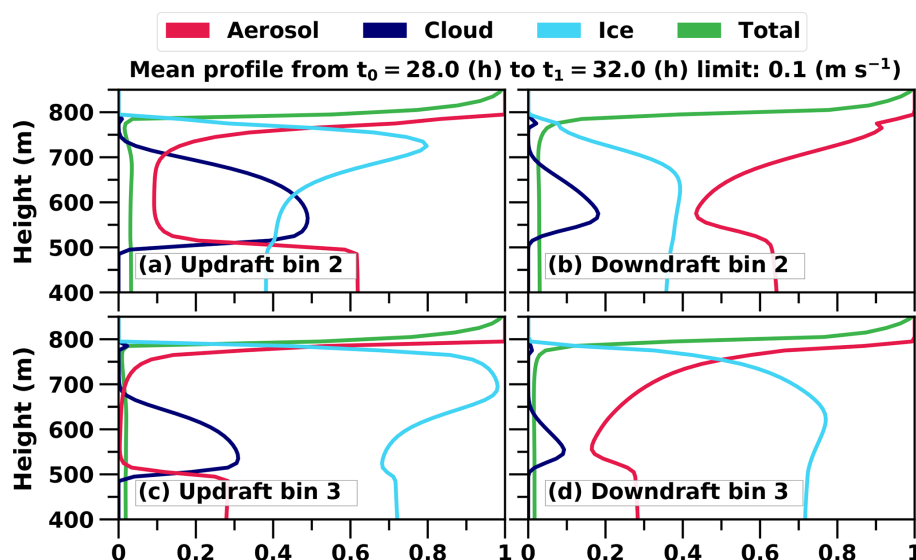 Aerosol Cloud Ice Total
Mean profile from t₀ = 28.0 (h) to t₁ = 32.0 (h) limit: 0.1 (m s⁻¹)
Height (m)
800
700
600
500
400
(a) Updraft bin 2
(b) Downdraft bin 2
Height (m)
800
700
600
500
400
(c) Updraft bin 3
(d) Downdraft bin 3
0 0.2 0.4 0.6 0.8 1 0.2 0.4 0.6 0.8 1